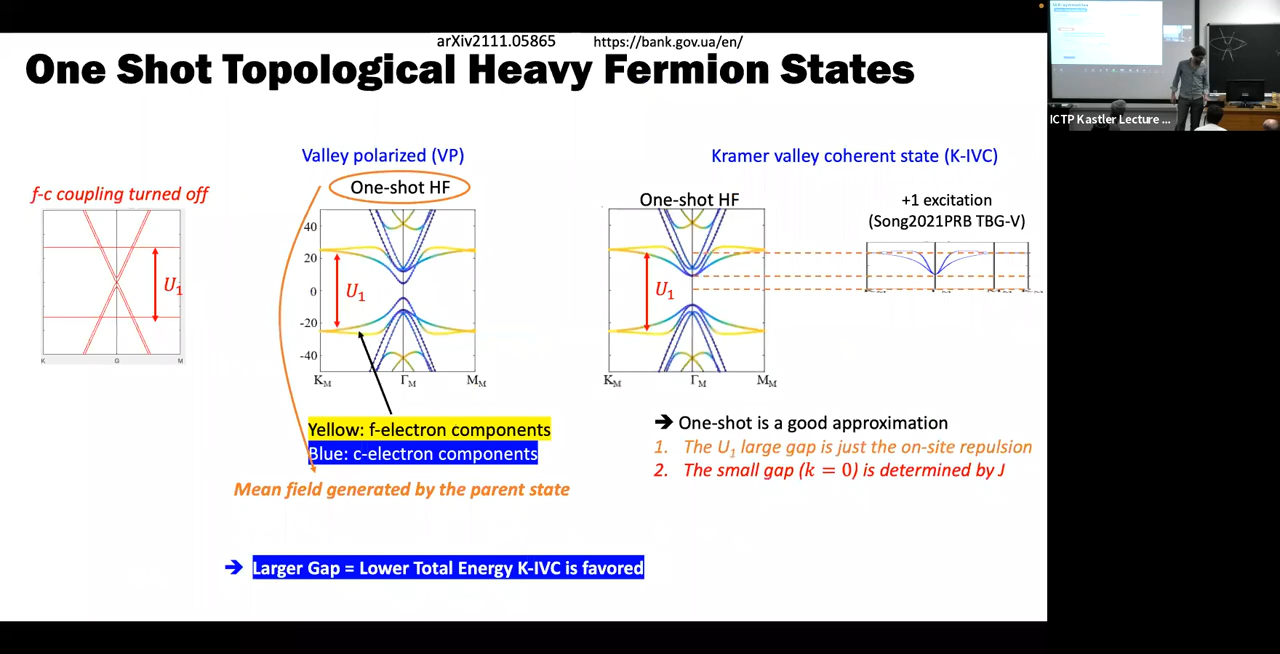 arXiv2111.05865 https://bank.gov.ua/en/
One Shot Topological Heavy Fermion States
ICTP Kastler Lecture ...
Valley polarized (VP)
Kramer valley coherent state (K-IVC)
f-c coupling turned off
One-shot HF
One-shot HF
+1 excitation
(Song2021PRB TBG-V)
U₁
K G M
40
20
0
-20
-40
U₁
K_M Γ_M M_M
U₁
K_M Γ_M M_M
Yellow: f-electron components
Blue: c-electron components
Mean field generated by the parent state
➔ One-shot is a good approximation
1. The U₁ large gap is just the on-site repulsion
2. The small gap (k = 0) is determined by J
➔ Larger Gap = Lower Total Energy K-IVC is favored